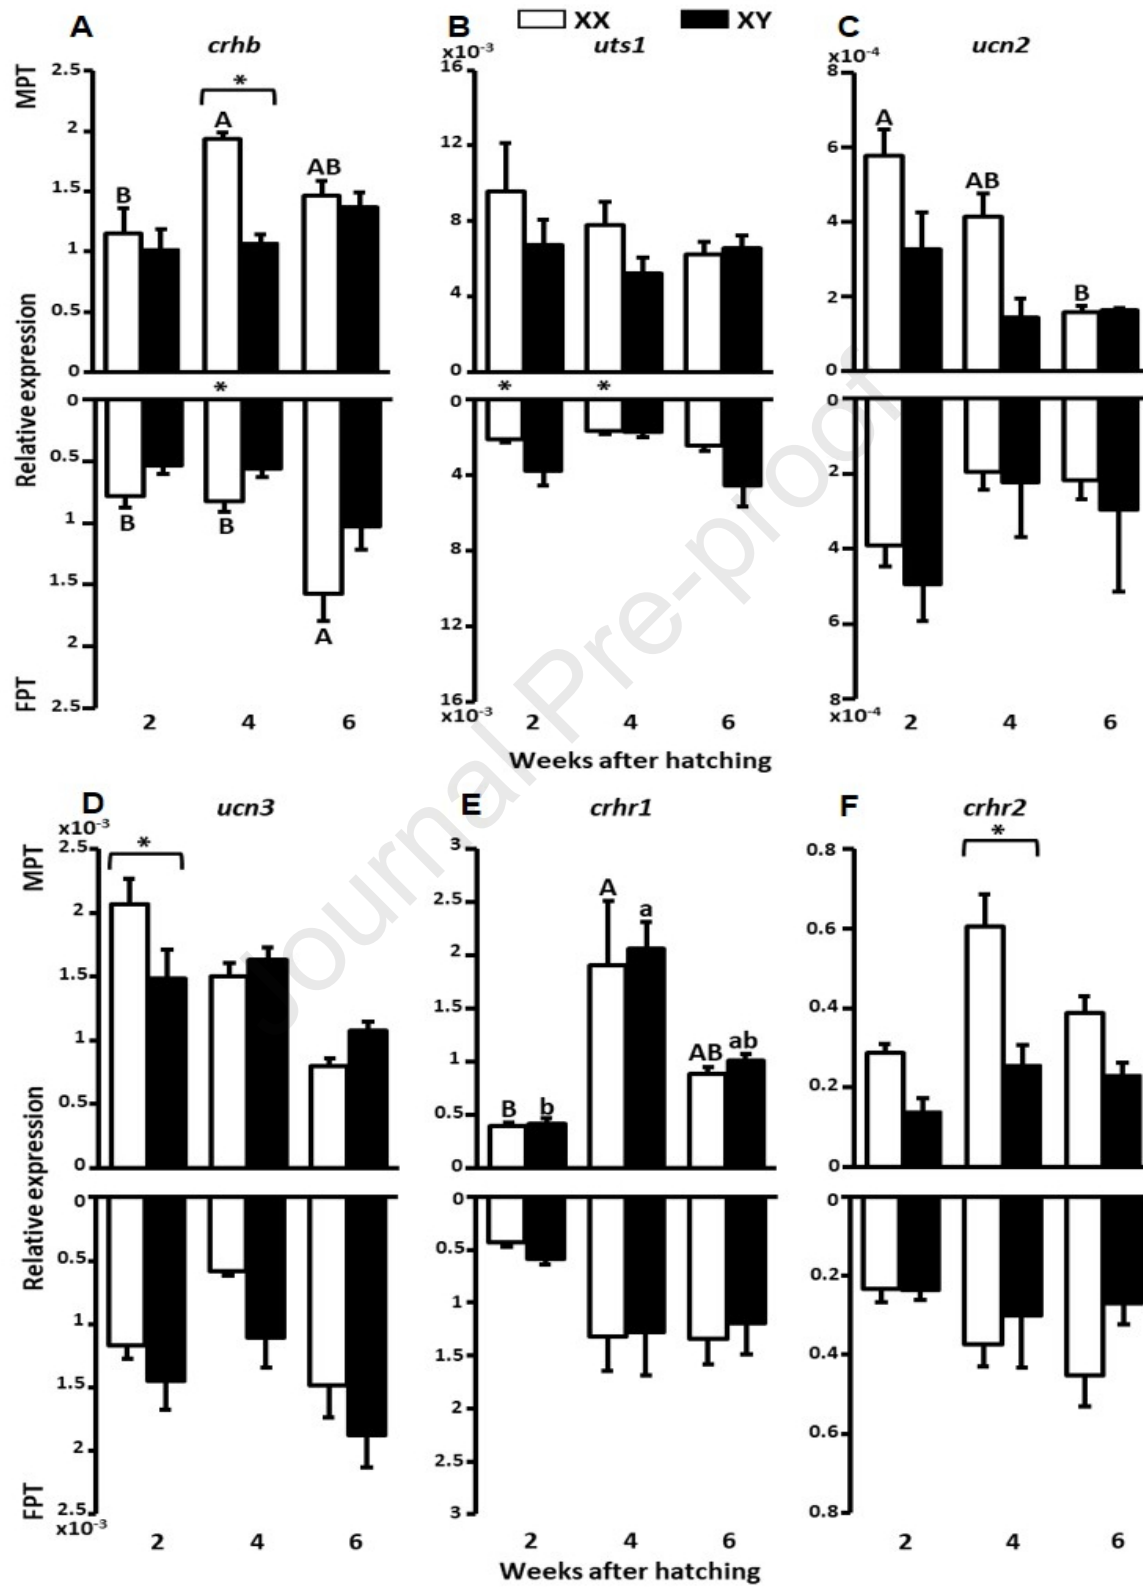 XX XY
A crhb
MPT
2.5
*
A
2
AB
B
1.5
1
0.5
0
Relative expression
*
0
0.5
B B
1
1.5
A
2
FPT
2.5
2 4 6
B uts1
x10-3
16
12
8
4
0
* *
0
4
8
12
16
x10-3
2 4 6
Weeks after hatching
C ucn2
x10-4
8
A
6
AB
4
B
2
0
0
2
4
6
8
x10-4
2 4 6
D ucn3
x10-3
MPT
2.5
*
2
1.5
1
0.5
0
Relative expression
0
0.5
1
1.5
2
FPT
2.5
x10-3
2 4 6
E crhr1
3
A
2.5
a
2
1.5
AB ab
1
B b
0.5
0
0
0.5
1
1.5
2
2.5
3
2 4 6
Weeks after hatching
F crhr2
*
0.8
0.6
0.4
0.2
0
0
0.2
0.4
0.6
0.8
2 4 6
Journal Pre-proof